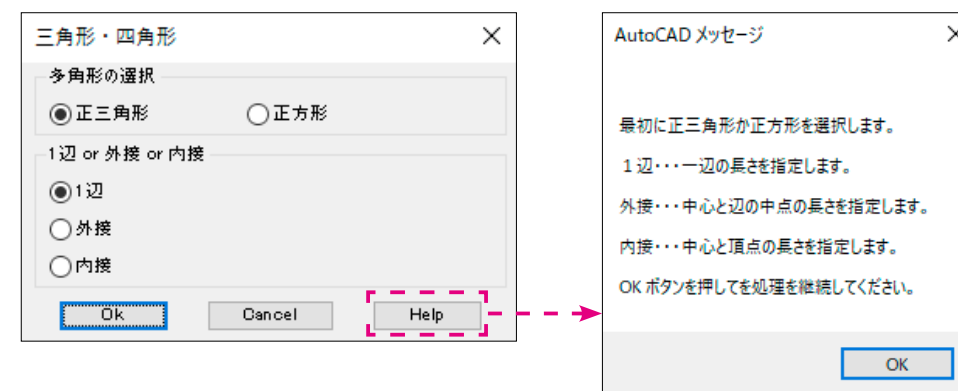 三角形・四角形
多角形の選択
正三角形 正方形
1辺 or 外接 or 内接
1辺
外接
内接
Ok Cancel Help
AutoCAD メッセージ
最初に正三角形か正方形を選択します。
1辺・・・一辺の長さを指定します。
外接・・・中心と辺の中点の長さを指定します。
内接・・・中心と頂点の長さを指定します。
OK ボタンを押してを処理を継続してください。
OK